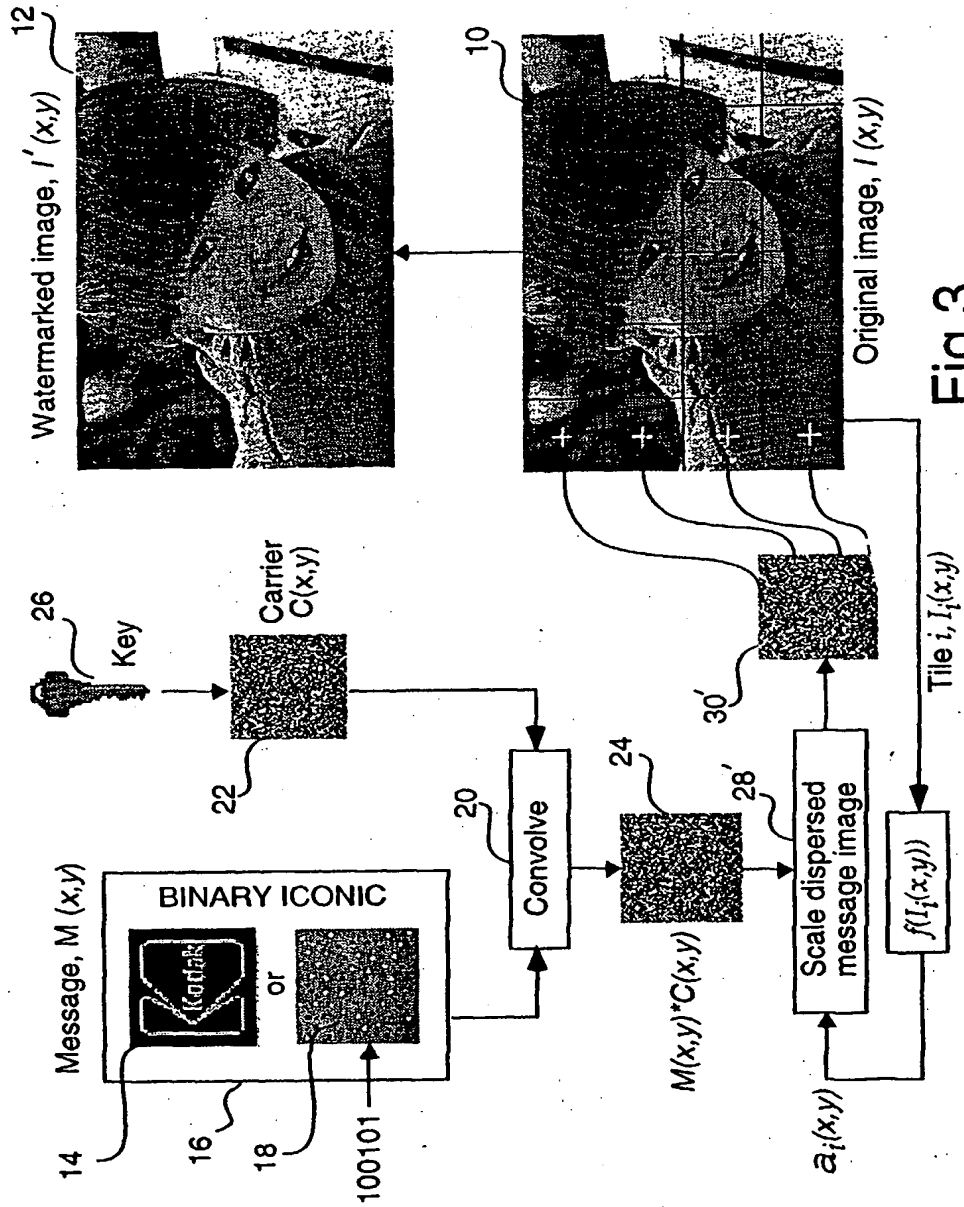 Message, M (x,y)
14
16
18
BINARY ICONIC
Kodak
or
100101
26
Key
22
Carrier
C(x,y)
20
Convolve
24
M(x,y)*C(x,y)
28'
Scale dispersed
message image
30'
a_i(x,y)
f(I_i(x,y))
Tile i, I_i(x,y)
Watermarked image, I' (x,y)
12
10
Original image, I (x,y)
Fig.3